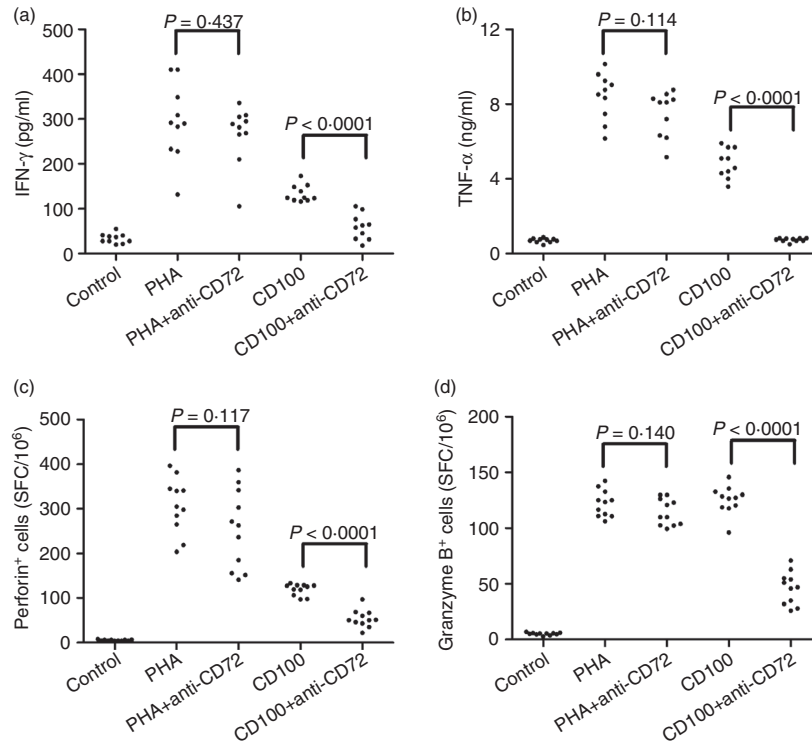 (a)
P = 0·437
500
400
300
200
100
0
IFN-γ (pg/ml)
P < 0·0001
Control
PHA
PHA+anti-CD72
CD100
CD100+anti-CD72
(b)
P = 0·114
12
8
4
0
TNF-α (ng/ml)
P < 0·0001
Control
PHA
PHA+anti-CD72
CD100
CD100+anti-CD72
(c)
P = 0·117
500
400
300
200
100
0
Perforin⁺ cells (SFC/10⁶)
P < 0·0001
Control
PHA
PHA+anti-CD72
CD100
CD100+anti-CD72
(d)
200
150
100
50
0
Granzyme B⁺ cells (SFC/10⁶)
P = 0·140
P < 0·0001
Control
PHA
PHA+anti-CD72
CD100
CD100+anti-CD72